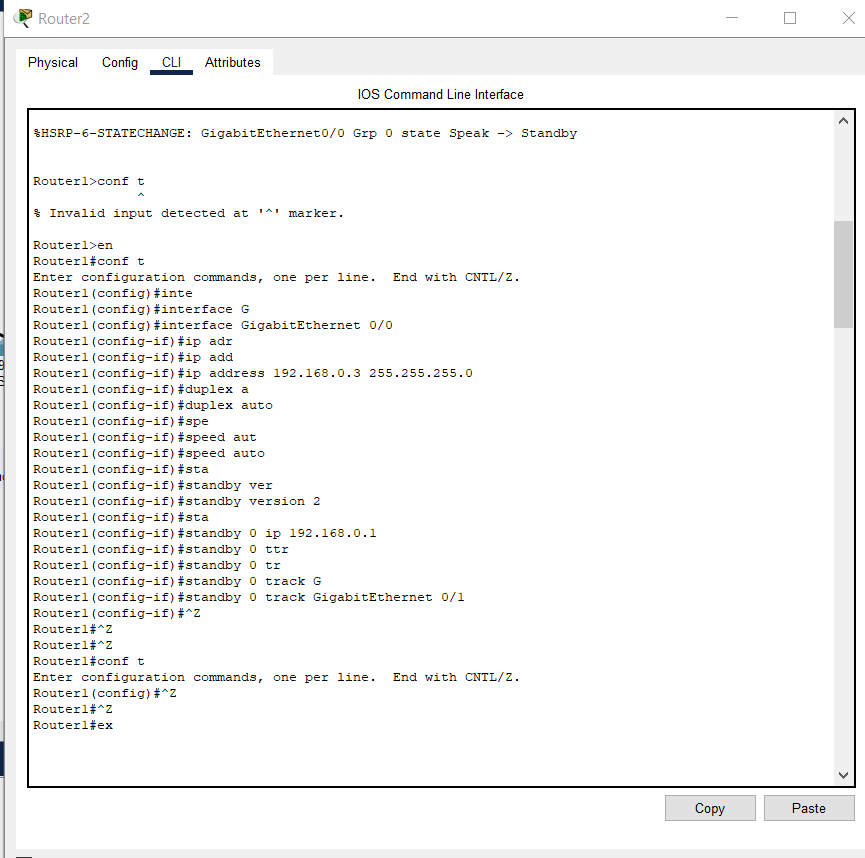 Router2
Physical Config CLI Attributes
IOS Command Line Interface
%HSRP-6-STATECHANGE: GigabitEthernet0/0 Grp 0 state Speak -> Standby
Router1>conf t
^
% Invalid input detected at '^' marker.
Router1>en
Router1#conf t
Enter configuration commands, one per line.  End with CNTL/Z.
Router1(config)#inte
Router1(config)#interface G
Router1(config)#interface GigabitEthernet 0/0
Router1(config-if)#ip adr
Router1(config-if)#ip add
Router1(config-if)#ip address 192.168.0.3 255.255.255.0
Router1(config-if)#duplex a
Router1(config-if)#duplex auto
Router1(config-if)#spe
Router1(config-if)#speed aut
Router1(config-if)#speed auto
Router1(config-if)#sta
Router1(config-if)#standby ver
Router1(config-if)#standby version 2
Router1(config-if)#sta
Router1(config-if)#standby 0 ip 192.168.0.1
Router1(config-if)#standby 0 ttr
Router1(config-if)#standby 0 tr
Router1(config-if)#standby 0 track G
Router1(config-if)#standby 0 track GigabitEthernet 0/1
Router1(config-if)#^Z
Router1#^Z
Router1#^Z
Router1#conf t
Enter configuration commands, one per line.  End with CNTL/Z.
Router1(config)#^Z
Router1#^Z
Router1#ex
Copy Paste